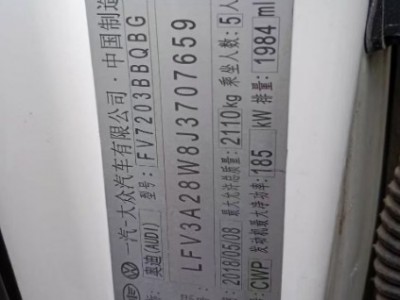 一汽-大众汽车有限公司·中国制造
奥迪(AUDI) 型号: FV7203BBQBG
LFV3A28W8J3707659
2018/05/08 最大允许总质量: 2110kg 乘坐人数: 5人
CWP 发动机最大净功率: 185 kW 排量: 1984 ml